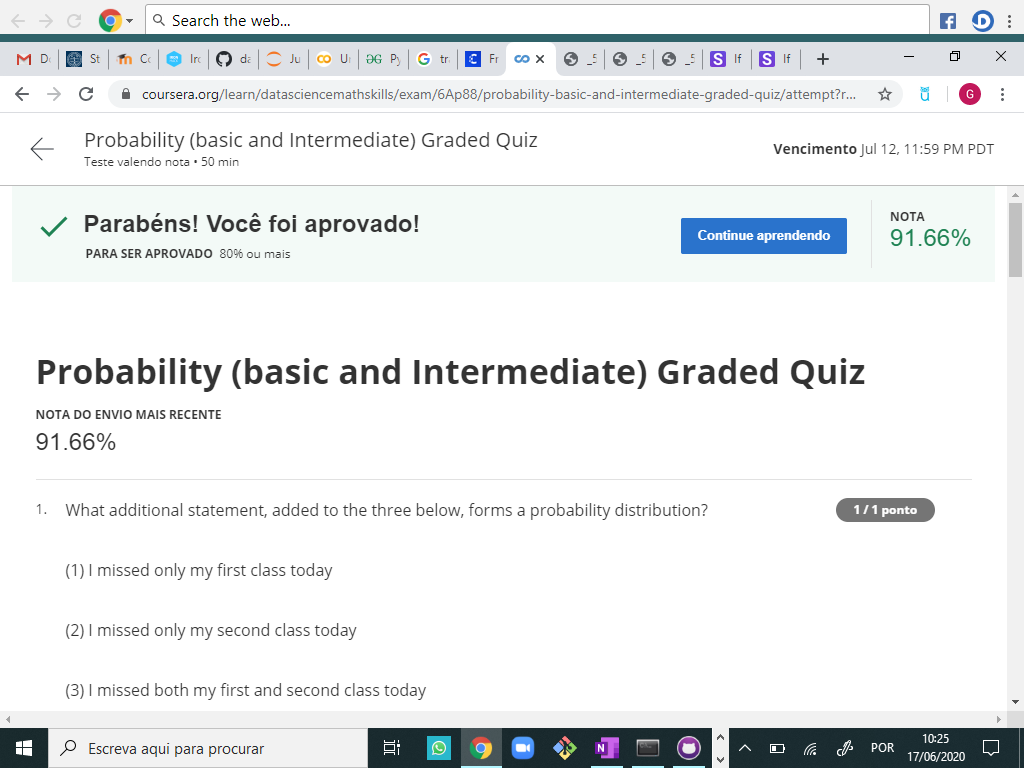 Search the web...
St
Ju
Py
Fr
_5
_5
_5
If
If
coursera.org/learn/datasciencemathskills/exam/6Ap88/probability-basic-and-intermediate-graded-quiz/attempt?r...
G
Probability (basic and Intermediate) Graded Quiz
Teste valendo nota • 50 min
Vencimento Jul 12, 11:59 PM PDT
Parabéns! Você foi aprovado!
PARA SER APROVADO 80% ou mais
Continue aprendendo
NOTA
91.66%
Probability (basic and Intermediate) Graded Quiz
NOTA DO ENVIO MAIS RECENTE
91.66%
1. What additional statement, added to the three below, forms a probability distribution?
1 / 1 ponto
(1) I missed only my first class today
(2) I missed only my second class today
(3) I missed both my first and second class today
Escreva aqui para procurar
POR
10:25
17/06/2020